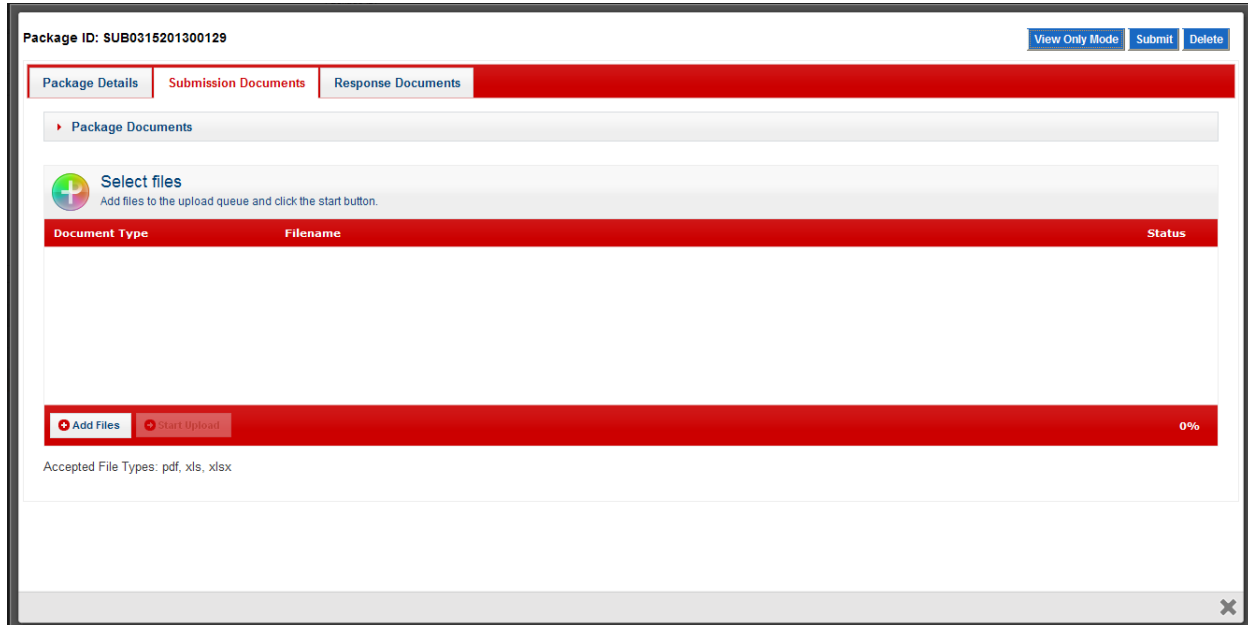 Package ID: SUB0315201300129
View Only Mode Submit Delete
Package Details Submission Documents Response Documents
Package Documents
Select files
Add files to the upload queue and click the start button.
Document Type Filename Status
Add Files Start Upload 0%
Accepted File Types: pdf, xls, xlsx